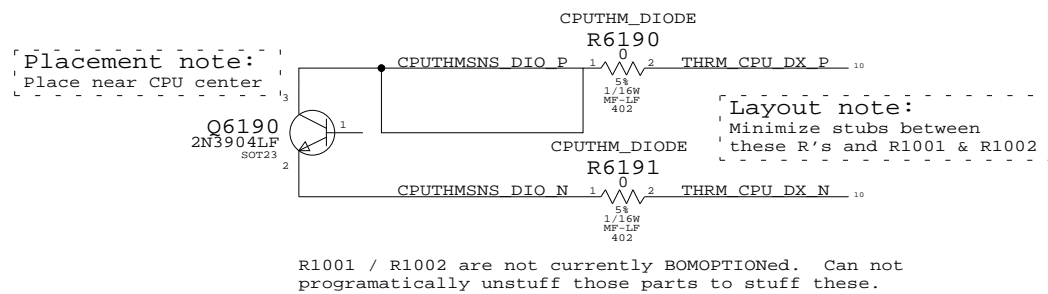 CPUTHM_DIODE
R6190
0
Placement note:
Place near CPU center
CPUTHMSNS_DIO_P
1
2
THRM_CPU_DX_P
10
5%
1/16W
MF-LF
402
3
Q6190
2N3904LF
SOT23
1
2
Layout note:
Minimize stubs between
these R's and R1001 & R1002
CPUTHM_DIODE
R6191
0
CPUTHMSNS_DIO_N
1
2
THRM_CPU_DX_N
10
5%
1/16W
MF-LF
402
R1001 / R1002 are not currently BOMOPTIONed.  Can not
programatically unstuff those parts to stuff these.